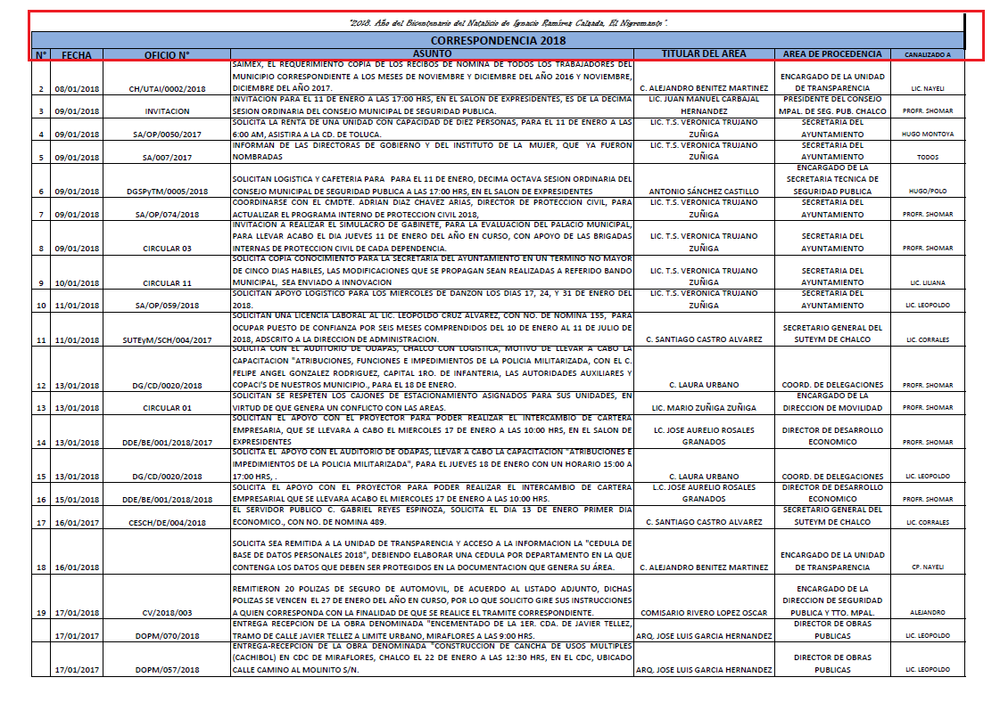 "2018. Año del Bicentenario del Natalicio de Ignacio Ramírez Calzada, El Nigromante".
CORRESPONDENCIA 2018
N° FECHA OFICIO N° ASUNTO TITULAR DEL AREA AREA DE PROCEDENCIA CANALIZADO A
SAIMEX, EL REQUERIMIENTO COPIA DE LOS RECIBOS DE NOMINA DE TODOS LOS TRABAJADORES DEL
MUNICIPIO CORRESPONDIENTE A LOS MESES DE NOVIEMBRE Y DICIEMBRE DEL AÑO 2016 Y NOVIEMBRE, ENCARGADO DE LA UNIDAD
2 08/01/2018 CH/UTAI/0002/2018 DICIEMBRE DEL AÑO 2017. C. ALEJANDRO BENITEZ MARTINEZ DE TRANSPARENCIA LIC. NAYELI
INVITACION PARA EL 11 DE ENERO A LAS 17:00 HRS, EN EL SALON DE EXPRESIDENTES, ES DE LA DECIMA LIC. JUAN MANUEL CARBAJAL PRESIDENTE DEL CONSEJO
3 09/01/2018 INVITACION SESION ORDINARIA DEL CONSEJO MUNICIPAL DE SEGURIDAD PUBLICA. HERNANDEZ MPAL. DE SEG. PUB. CHALCO PROFR. SHOMAR
SOLICITA LA RENTA DE UNA UNIDAD CON CAPACIDAD DE DIEZ PERSONAS, PARA EL 11 DE ENERO A LAS LIC. T.S. VERONICA TRUJANO SECRETARIA DEL
4 09/01/2018 SA/OP/0050/2017 6:00 AM, ASISTIRA A LA CD. DE TOLUCA. ZUÑIGA AYUNTAMIENTO HUGO MONTOYA
INFORMAN DE LAS DIRECTORAS DE GOBIERNO Y DEL INSTITUTO DE LA MUJER, QUE YA FUERON LIC. T.S. VERONICA TRUJANO SECRETARIA DEL
5 09/01/2018 SA/007/2017 NOMBRADAS ZUÑIGA AYUNTAMIENTO TODOS
ENCARGADO DE LA
SOLICITAN LOGISTICA Y CAFETERIA PARA PARA EL 11 DE ENERO, DECIMA OCTAVA SESION ORDINARIA DEL SECRETARIA TECNICA DE
6 09/01/2018 DGSPyTM/0005/2018 CONSEJO MUNICIPAL DE SEGURIDAD PUBLICA A LAS 17:00 HRS, EN EL SALON DE EXPRESIDENTES ANTONIO SÁNCHEZ CASTILLO SEGURIDAD PUBLICA HUGO/POLO
COORDINARSE CON EL CMDTE. ADRIAN DIAZ CHAVEZ ARIAS, DIRECTOR DE PROTECCION CIVIL, PARA LIC. T.S. VERONICA TRUJANO SECRETARIA DEL
7 09/01/2018 SA/OP/074/2018 ACTUALIZAR EL PROGRAMA INTERNO DE PROTECCION CIVIL 2018, ZUÑIGA AYUNTAMIENTO PROFR. SHOMAR
INVITACION A REALIZAR EL SIMULACRO DE GABINETE, PARA LA EVALUACION DEL PALACIO MUNICIPAL,
PARA LLEVAR ACABO EL DIA JUEVES 11 DE ENERO DEL AÑO EN CURSO, CON APOYO DE LAS BRIGADAS LIC. T.S. VERONICA TRUJANO SECRETARIA DEL
8 09/01/2018 CIRCULAR 03 INTERNAS DE PROTECCION CIVIL DE CADA DEPENDENCIA. ZUÑIGA AYUNTAMIENTO PROFR. SHOMAR
SOLICITA COPIA CONOCIMIENTO PARA LA SECRETARIA DEL AYUNTAMIENTO EN UN TERMINO NO MAYOR
DE CINCO DIAS HABILES, LAS MODIFICACIONES QUE SE PROPAGAN SEAN REALIZADAS A REFERIDO BANDO LIC. T.S. VERONICA TRUJANO SECRETARIA DEL
9 10/01/2018 CIRCULAR 11 MUNICIPAL, SEA ENVIADO A INNOVACION ZUÑIGA AYUNTAMIENTO LIC. LILIANA
SOLICITAN APOYO LOGISTICO PARA LOS MIERCOLES DE DANZON LOS DIAS 17, 24, Y 31 DE ENERO DEL LIC. T.S. VERONICA TRUJANO SECRETARIA DEL
10 11/01/2018 SA/OP/059/2018 2018. ZUÑIGA AYUNTAMIENTO LIC. LEOPOLDO
SOLICITAN UNA LICENCIA LABORAL AL LIC. LEOPOLDO CRUZ ALVAREZ, CON NO. DE NOMINA 155, PARA
OCUPAR PUESTO DE CONFIANZA POR SEIS MESES COMPRENDIDOS DEL 10 DE ENERO AL 11 DE JULIO DE SECRETARIO GENERAL DEL
11 11/01/2018 SUTEyM/SCH/004/2017 2018, ADSCRITO A LA DIRECCION DE ADMINISTRACION. C. SANTIAGO CASTRO ALVAREZ SUTEYM DE CHALCO LIC. CORRALES
SOLICITA CON EL AUDITORIO DE ODAPAS, CHALCO CON LOGISTICA, MOTIVO DE LLEVAR A CABO LA
CAPACITACION "ATRIBUCIONES, FUNCIONES E IMPEDIMENTOS DE LA POLICIA MILITARIZADA, CON EL C.
FELIPE ANGEL GONZALEZ RODRIGUEZ, CAPITAL 1RO. DE INFANTERIA, LAS AUTORIDADES AUXILIARES Y
12 13/01/2018 DG/CD/0020/2018 COPACI'S DE NUESTROS MUNICIPIO., PARA EL 18 DE ENERO. C. LAURA URBANO COORD. DE DELEGACIONES PROFR. SHOMAR
SOLICITAN SE RESPETEN LOS CAJONES DE ESTACIONAMIENTO ASIGNADOS PARA SUS UNIDADES, EN ENCARGADO DE LA
13 13/01/2018 CIRCULAR 01 VIRTUD DE QUE GENERA UN CONFLICTO CON LAS AREAS. LIC. MARIO ZUÑIGA ZUÑIGA DIRECCION DE MOVILIDAD PROFR. SHOMAR
SOLICITAN EL APOYO CON EL PROYECTOR PARA PODER REALIZAR EL INTERCAMBIO DE CARTERA
EMPRESARIA, QUE SE LLEVARA A CABO EL MIERCOLES 17 DE ENERO A LAS 10:00 HRS, EN EL SALON DE LC. JOSE AURELIO ROSALES DIRECTOR DE DESARROLLO
14 13/01/2018 DDE/BE/001/2018/2017 EXPRESIDENTES GRANADOS ECONOMICO PROFR. SHOMAR
SOLICITA EL APOYO CON EL AUDITORIO DE ODAPAS, LLEVAR A CABO LA CAPACITACION "ATRIBUCIONES E
IMPEDIMENTOS DE LA POLICIA MILITARIZADA", PARA EL JUEVES 18 DE ENERO CON UN HORARIO 15:00 A
15 13/01/2018 DG/CD/0020/2018 17:00 HRS, . C. LAURA URBANO COORD. DE DELEGACIONES LIC. LEOPOLDO
SOLICITA EL APOYO CON EL PROYECTOR PARA PODER REALIZAR EL INTERCAMBIO DE CARTERA L.C. JOSE AURELIO ROSALES DIRECTOR DE DESARROLLO
16 15/01/2018 DDE/BE/001/2018/2018 EMPRESARIAL QUE SE LLEVARA ACABO EL MIERCOLES 17 DE ENERO A LAS 10:00 HRS. GRANADOS ECONOMICO PROFR. SHOMAR
EL SERVIDOR PUBLICO C. GABRIEL REYES ESPINOZA, SOLICITA EL DIA 13 DE ENERO PRIMER DIA SECRETARIO GENERAL DEL
17 16/01/2017 CESCH/DE/004/2018 ECONOMICO., CON NO. DE NOMINA 489. C. SANTIAGO CASTRO ALVAREZ SUTEYM DE CHALCO LIC. CORRALES
SOLICITA SEA REMITIDA A LA UNIDAD DE TRANSPARENCIA Y ACCESO A LA INFORMACION LA "CEDULA DE
BASE DE DATOS PERSONALES 2018", DEBIENDO ELABORAR UNA CEDULA POR DEPARTAMENTO EN LA QUE ENCARGADO DE LA UNIDAD
18 16/01/2018 CONTENGA LOS DATOS QUE DEBEN SER PROTEGIDOS EN LA DOCUMENTACION QUE GENERA SU ÁREA. C. ALEJANDRO BENITEZ MARTINEZ DE TRANSPARENCIA CP. NAYELI
REMITIERON 20 POLIZAS DE SEGURO DE AUTOMOVIL, DE ACUERDO AL LISTADO ADJUNTO, DICHAS ENCARGADO DE LA
POLIZAS SE VENCEN EL 27 DE ENERO DEL AÑO EN CURSO, POR LO QUE SOLICITO GIRE SUS INSTRUCCIONES DIRECCION DE SEGURIDAD
19 17/01/2018 CV/2018/003 A QUIEN CORRESPONDA CON LA FINALIDAD DE QUE SE REALICE EL TRAMITE CORRESPONDIENTE. COMISARIO RIVERO LOPEZ OSCAR PUBLICA Y TTO. MPAL. ALEJANDRO
ENTREGA RECEPCION DE LA OBRA DENOMINADA "ENCEMENTADO DE LA 1ER. CDA. DE JAVIER TELLEZ, DIRECTOR DE OBRAS
17/01/2017 DOPM/070/2018 TRAMO DE CALLE JAVIER TELLEZ A LIMITE URBANO, MIRAFLORES A LAS 9:00 HRS. ARQ. JOSE LUIS GARCIA HERNANDEZ PUBLICAS LIC. LEOPOLDO
ENTREGA-RECEPCION DE LA OBRA DENOMINADA "CONSTRUCCION DE CANCHA DE USOS MULTIPLES
(CACHIBOL) EN CDC DE MIRAFLORES, CHALCO EL 22 DE ENERO A LAS 12:30 HRS, EN EL CDC, UBICADO DIRECTOR DE OBRAS
17/01/2017 DOPM/057/2018 CALLE CAMINO AL MOLINITO S/N. ARQ. JOSE LUIS GARCIA HERNANDEZ PUBLICAS LIC. LEOPOLDO